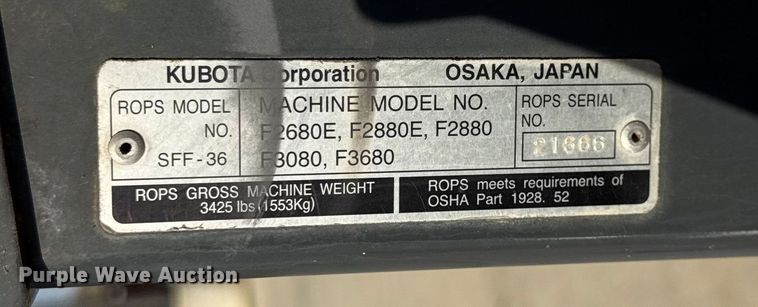 KUBOTA Corporation OSAKA, JAPAN
ROPS MODEL NO. SFF-36
MACHINE MODEL NO.
F2680E, F2880E, F2880
F3080, F3680
ROPS SERIAL NO.
ROPS GROSS MACHINE WEIGHT
3425 lbs (1553Kg)
ROPS meets requirements of
OSHA Part 1928. 52
Purple Wave Auction